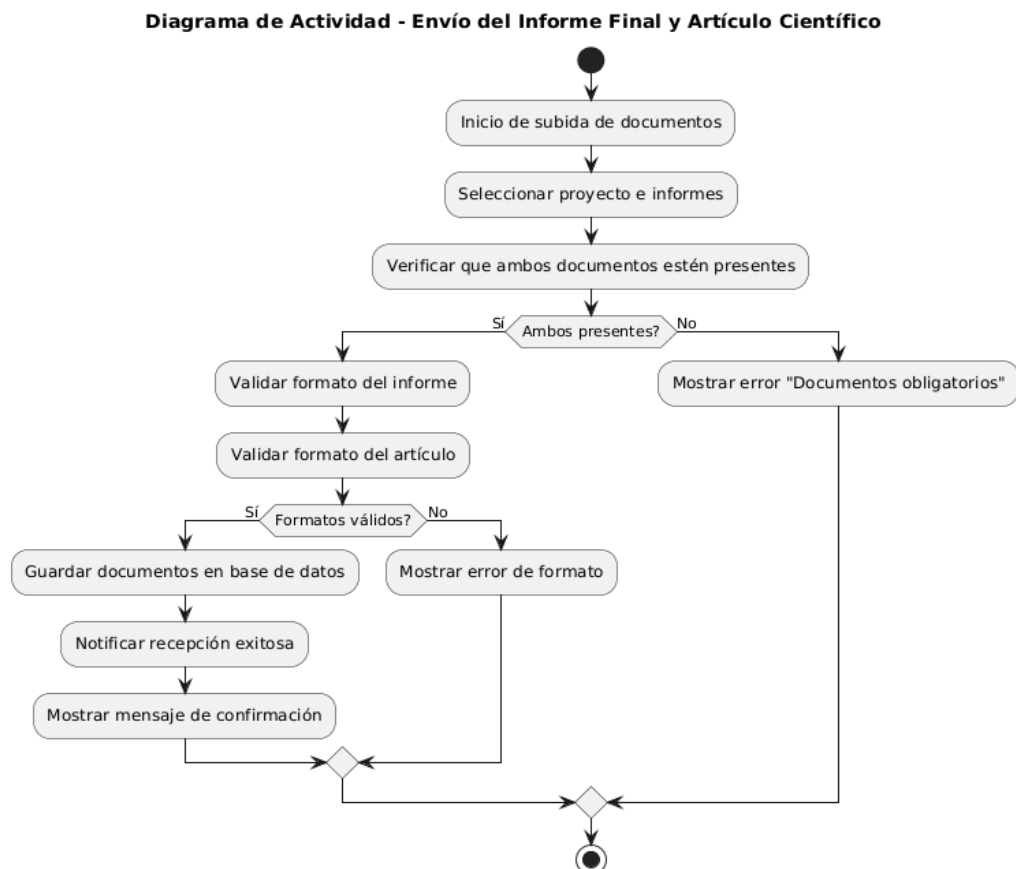 Diagrama de Actividad - Envío del Informe Final y Artículo Científico
Inicio de subida de documentos
Seleccionar proyecto e informes
Verificar que ambos documentos estén presentes
Sí
Ambos presentes?
No
Validar formato del informe
Mostrar error "Documentos obligatorios"
Validar formato del artículo
Sí
Formatos válidos?
No
Guardar documentos en base de datos
Mostrar error de formato
Notificar recepción exitosa
Mostrar mensaje de confirmación